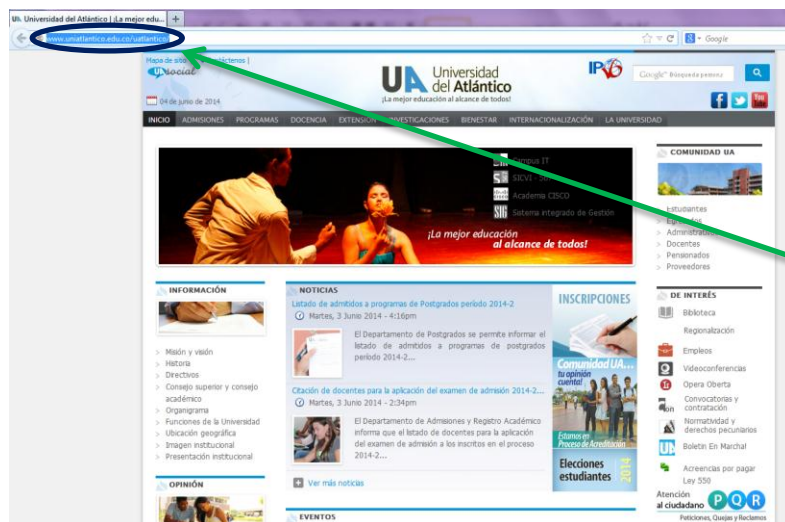 Universidad del Atlántico | ¡La mejor edu...
www.uniatlantico.edu.co/uatlantico/
Google
Mapa de
UAsocial
04 de junio de 2014
UA Universidad del Atlántico
¡La mejor educación al alcance de todos!
IPV6
Google
INICIO ADMISIONES PROGRAMAS DOCENCIA EXTENSIÓN INVESTIGACIONES BIENESTAR INTERNACIONALIZACIÓN LA UNIVERSIDAD
Campus IT
SICVI -
Academia CISCO
Sistema integrado de Gestión
¡La mejor educación
al alcance de todos!
COMUNIDAD UA
Estudiantes
Egresados
Administrativos
Docentes
Pensionados
Proveedores
INFORMACIÓN
Misión y visión
Historia
Directivos
Consejo superior y consejo
académico
Organigrama
Funciones de la Universidad
Ubicación geográfica
Imagen institucional
Presentación institucional
OPINIÓN
NOTICIAS
Listado de admitidos a programas de Postgrados período 2014-2
Martes, 3 Junio 2014 - 4:16pm
El Departamento de Postgrados se permite informar el
listado de admitidos a programas de postgrados
período 2014-2...
Citación de docentes para la aplicación del examen de admisión 2014-2...
Martes, 3 Junio 2014 - 2:34pm
El Departamento de Admisiones y Registro Académico
informa que el listado de docentes para la aplicación
del examen de admisión a los inscritos en el proceso
2014-2...
Ver más noticias
EVENTOS
INSCRIPCIONES
Comunidad UA...
tu opinión
cuenta!
Estamos en
Proceso de Acreditación
Elecciones
estudiantes 2014
DE INTERÉS
Biblioteca
Regionalización
Empleos
Videoconferencias
Opera Oberta
Convocatorias y
contratación
Normatividad y
derechos pecuniarios
Boletin En Marcha!
Acreencias por pagar
Ley 550
Atención
al ciudadano PQR
Peticiones, Quejas y Reclamos